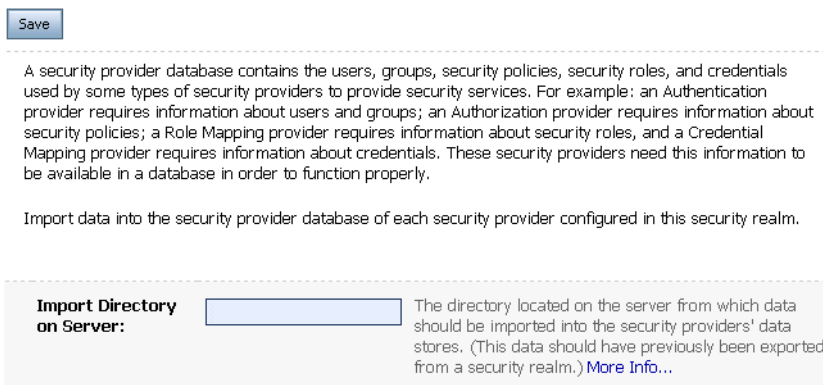 Save
A security provider database contains the users, groups, security policies, security roles, and credentials
used by some types of security providers to provide security services. For example: an Authentication
provider requires information about users and groups; an Authorization provider requires information about
security policies; a Role Mapping provider requires information about security roles, and a Credential
Mapping provider requires information about credentials. These security providers need this information to
be available in a database in order to function properly.
Import data into the security provider database of each security provider configured in this security realm.
Import Directory
on Server:
The directory located on the server from which data
should be imported into the security providers' data
stores. (This data should have previously been exported
from a security realm.) More Info...